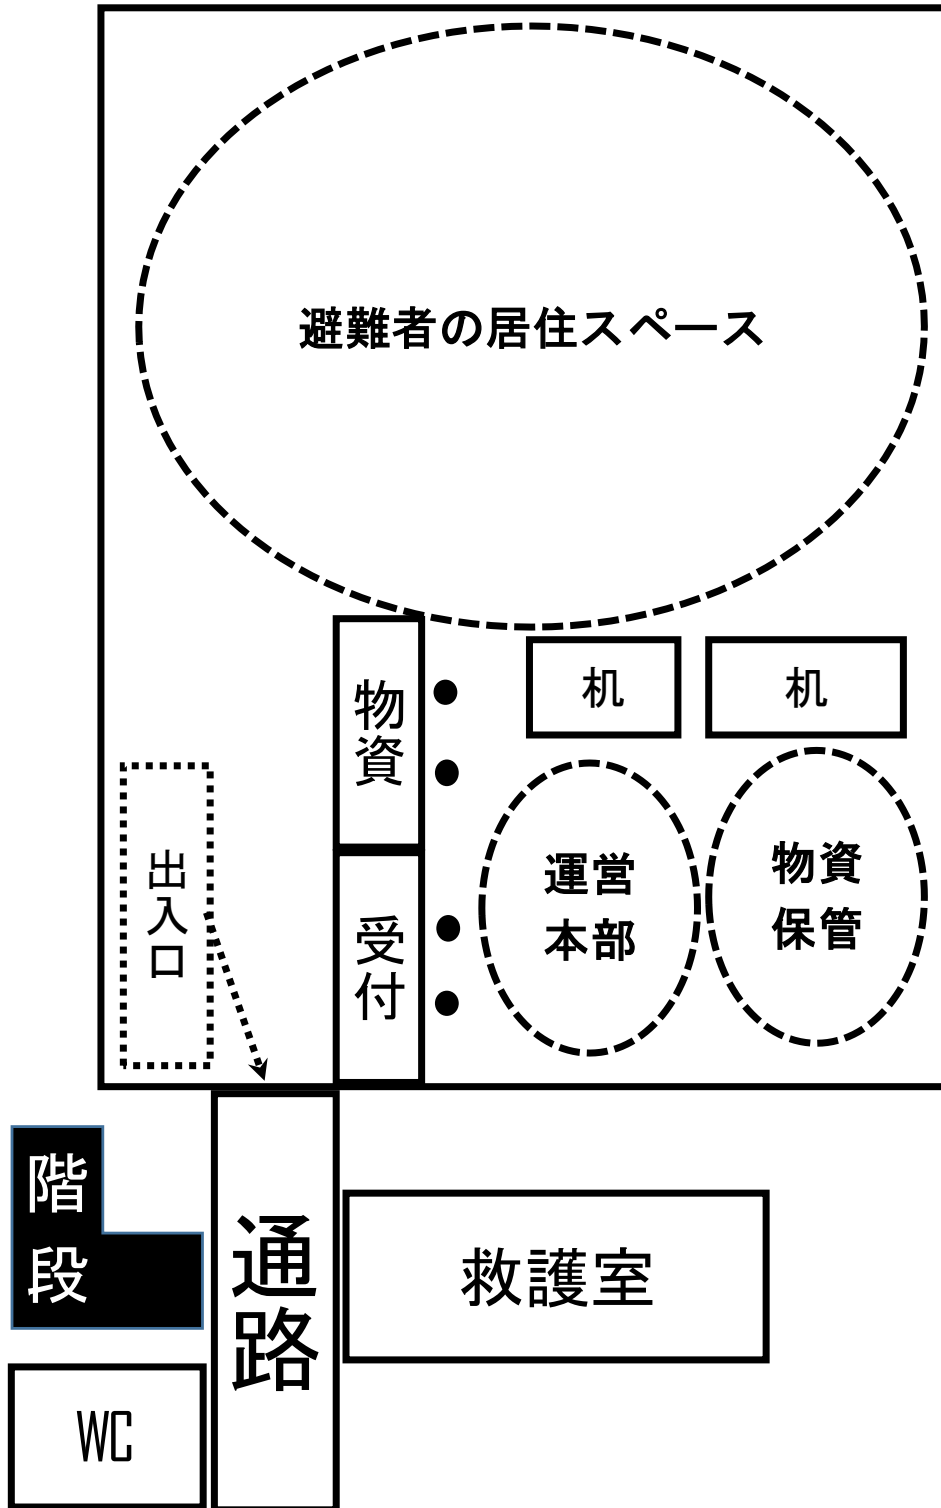 避難者の居住スペース
物資
机
机
出入口
受付
運営
本部
物資
保管
階段
通路
救護室
WC